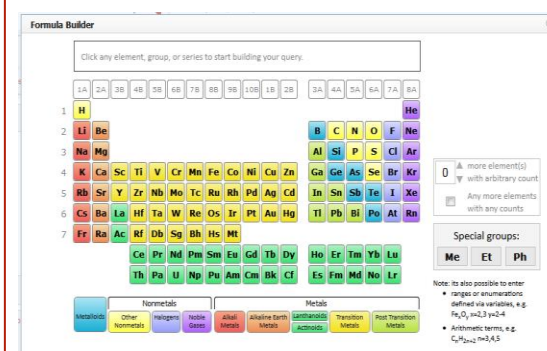 Formula Builder
Click any element, group, or series to start building your query.
1A 2A 3B 4B 5B 6B 7B 8B 9B 10B 1B 2B 3A 4A 5A 6A 7A 8A
1 H He
2 Li Be B C N O F Ne
3 Na Mg Al Si P S Cl Ar
4 K Ca Sc Ti V Cr Mn Fe Co Ni Cu Zn Ga Ge As Se Br Kr
5 Rb Sr Y Zr Nb Mo Tc Ru Rh Pd Ag Cd In Sn Sb Te I Xe
6 Cs Ba La Hf Ta W Re Os Ir Pt Au Hg Tl Pb Bi Po At Rn
7 Fr Ra Ac Rf Db Sg Bh Hs Mt
Ce Pr Nd Pm Sm Eu Gd Tb Dy Ho Er Tm Yb Lu
Th Pa U Np Pu Am Cm Bk Cf Es Fm Md No Lr
Metalloids
Nonmetals
Other Nonmetals
Halogens
Noble Gases
Metals
Alkali Metals
Alkaline Earth Metals
Lanthanoids
Actinoids
Transition Metals
Post Transition Metals
0 more element(s)
with arbitrary count
Any more elements
with any counts
Special groups:
Me Et Ph
Note: its also possible to enter
• ranges or enumerations
defined via variables, e.g.
FexOy x=2,3 y=2-4
• Arithmetic terms, e.g.
CnH2n+2 n=3,4,5